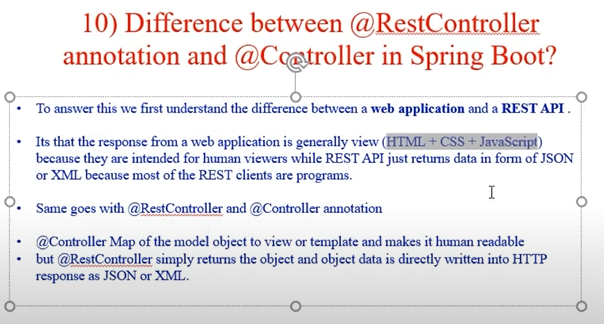 10) Difference between @RestController
annotation and @Controller in Spring Boot?
• To answer this we first understand the difference between a web application and a REST API .
• Its that the response from a web application is generally view (HTML + CSS + JavaScript)
because they are intended for human viewers while REST API just returns data in form of JSON
or XML because most of the REST clients are programs.
• Same goes with @RestController and @Controller annotation
• @Controller Map of the model object to view or template and makes it human readable
• but @RestController simply returns the object and object data is directly written into HTTP
response as JSON or XML.